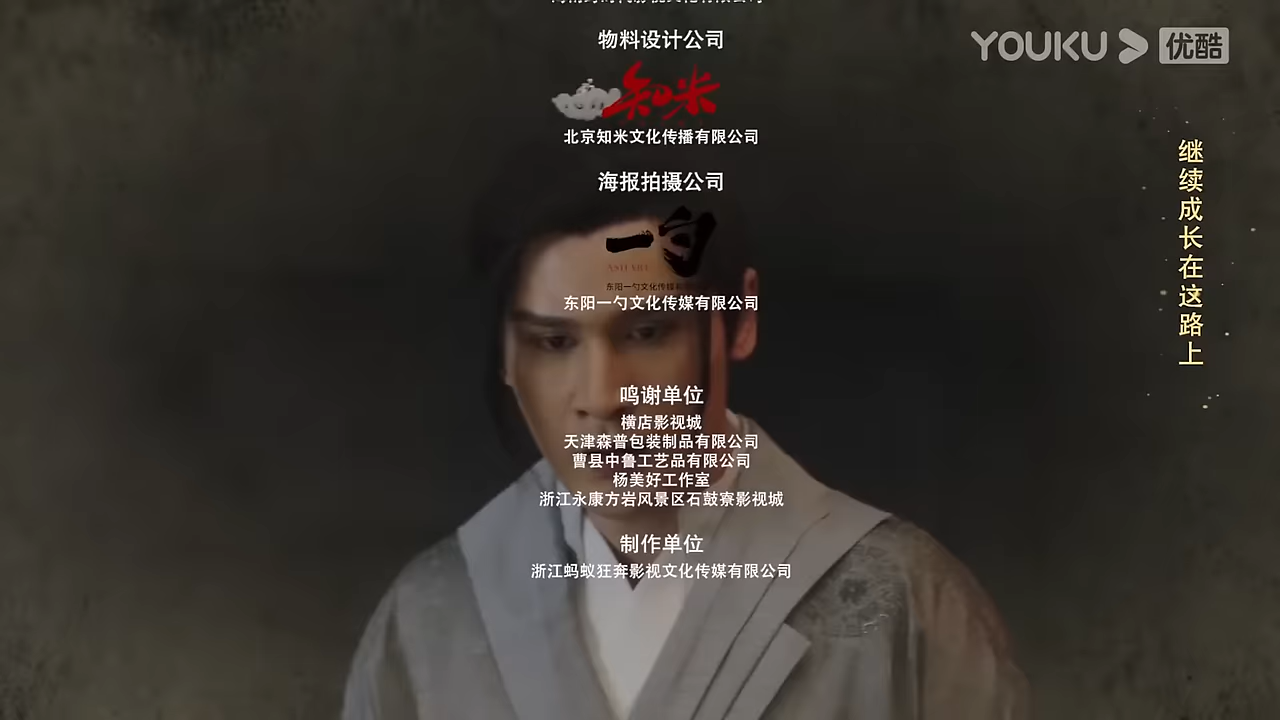 物料设计公司
知米
北京知米文化传播有限公司
海报拍摄公司
一勺
东阳一勺文化传媒有限公司
鸣谢单位
横店影视城
天津森普包装制品有限公司
曹县中鲁工艺品有限公司
杨美好工作室
浙江永康方岩风景区石鼓寮影视城
制作单位
浙江蚂蚁狂奔影视文化传媒有限公司
YOUKU 优酷
继续成长在这路上